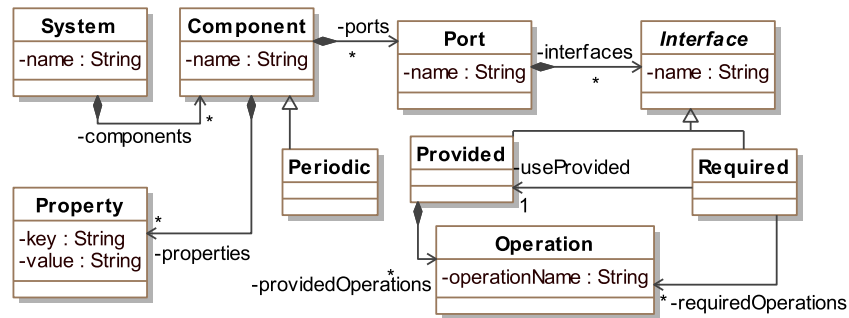 System
-name : String
Component
-name : String
-ports
*
Port
-name : String
-interfaces
*
Interface
-name : String
-components
*
Periodic
Provided
-useProvided
1
Required
Property
-key : String
-value : String
*
-properties
Operation
-operationName : String
*
-providedOperations
*
-requiredOperations